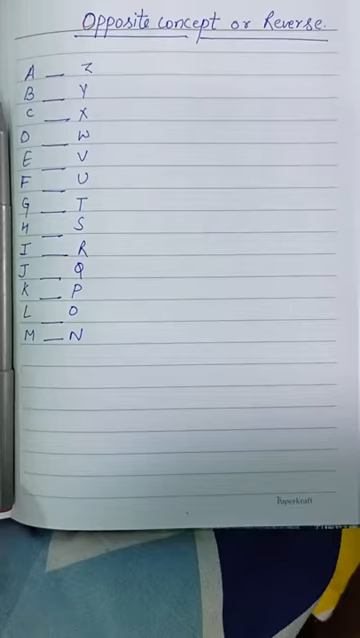 Opposite concept or Reverse.
A — Z
B — Y
C — X
D — W
E — V
F — U
G — T
H — S
I — R
J — Q
K — P
L — O
M — N
Paperkraft